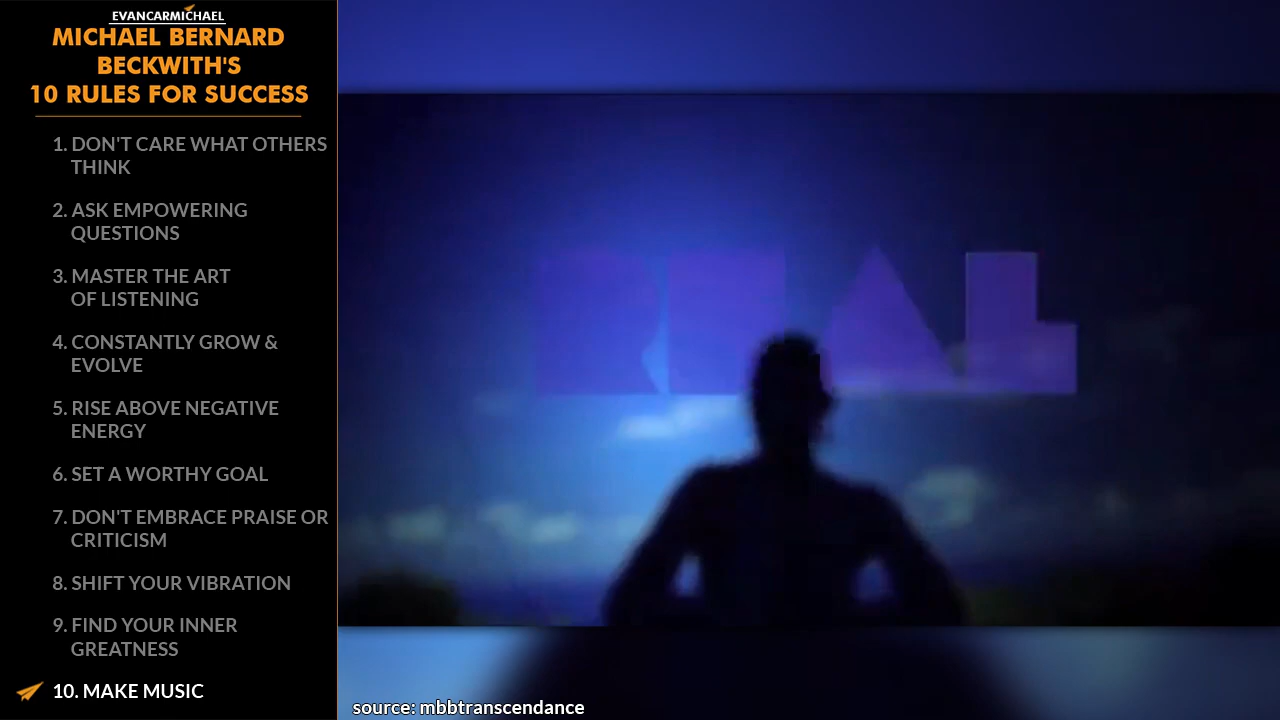 EVANCARMICHAEL
MICHAEL BERNARD
BECKWITH'S
10 RULES FOR SUCCESS
1. DON'T CARE WHAT OTHERS
THINK
2. ASK EMPOWERING
QUESTIONS
3. MASTER THE ART
OF LISTENING
4. CONSTANTLY GROW &
EVOLVE
5. RISE ABOVE NEGATIVE
ENERGY
6. SET A WORTHY GOAL
7. DON'T EMBRACE PRAISE OR
CRITICISM
8. SHIFT YOUR VIBRATION
9. FIND YOUR INNER
GREATNESS
10. MAKE MUSIC
source: mbbtranscendance